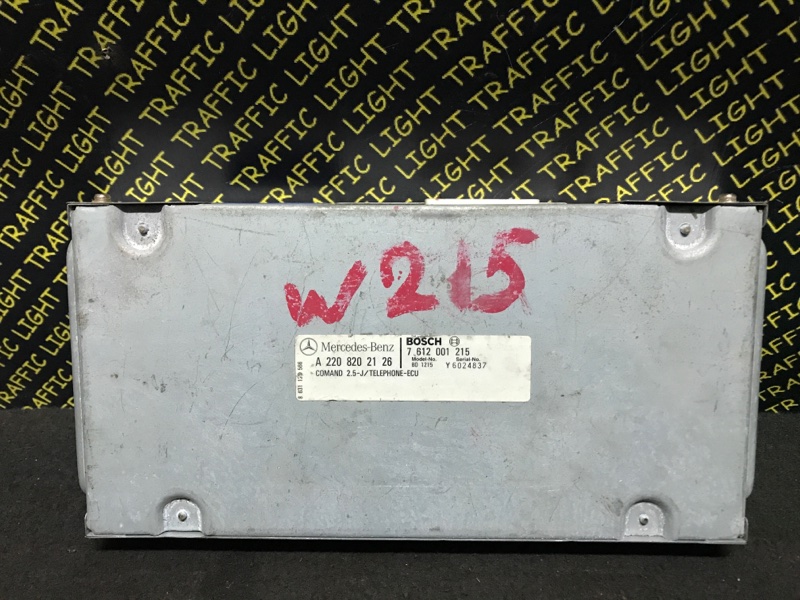 TRAFFIC LIGHT TRAFFIC LIGHT TRAFFIC LIGHT
W215
Mercedes-Benz
A 220 820 21 26
COMAND 2.5-J/TELEPHONE-ECU
BOSCH
7 612 001 215
Model-No. Serial-No.
BO 1215 Y6024837